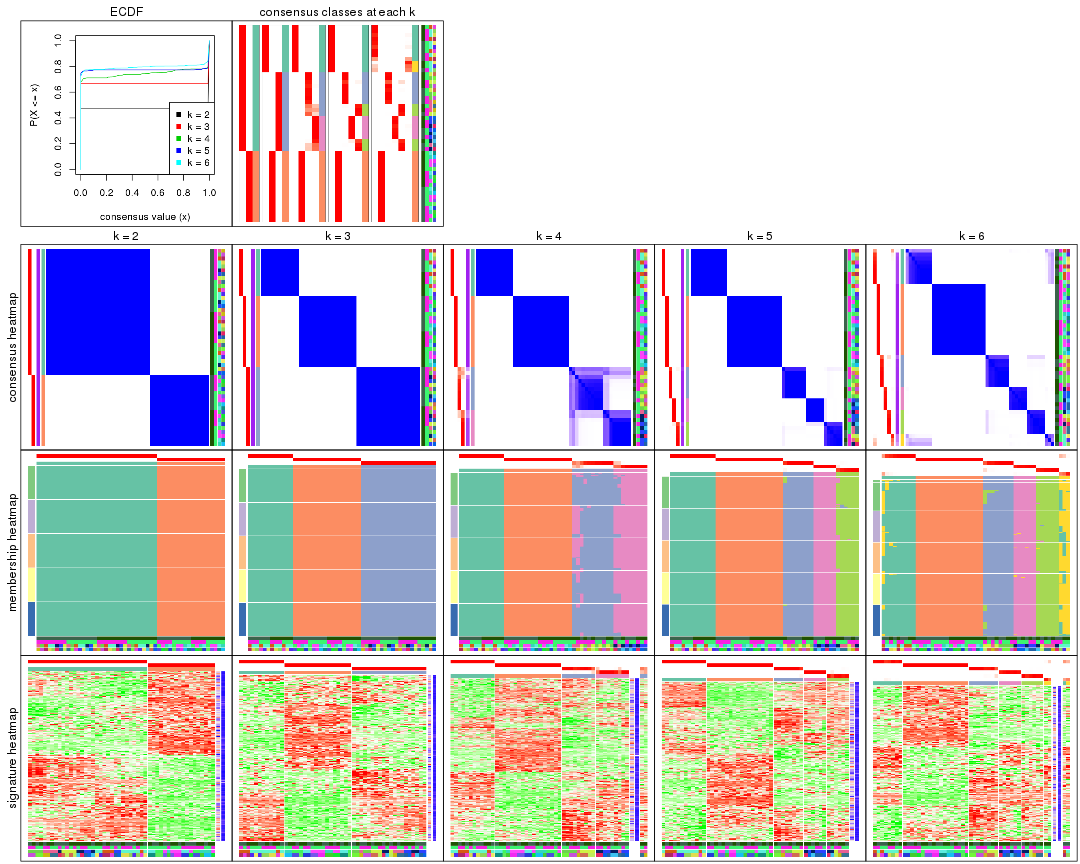 ECDF
consensus classes at each k
P(X <= x)
0.0
0.2
0.4
0.6
0.8
1.0
k = 2
k = 3
k = 4
k = 5
k = 6
0.0 0.2 0.4 0.6 0.8 1.0
consensus value (x)
k = 2
k = 3
k = 4
k = 5
k = 6
consensus heatmap
membership heatmap
signature heatmap